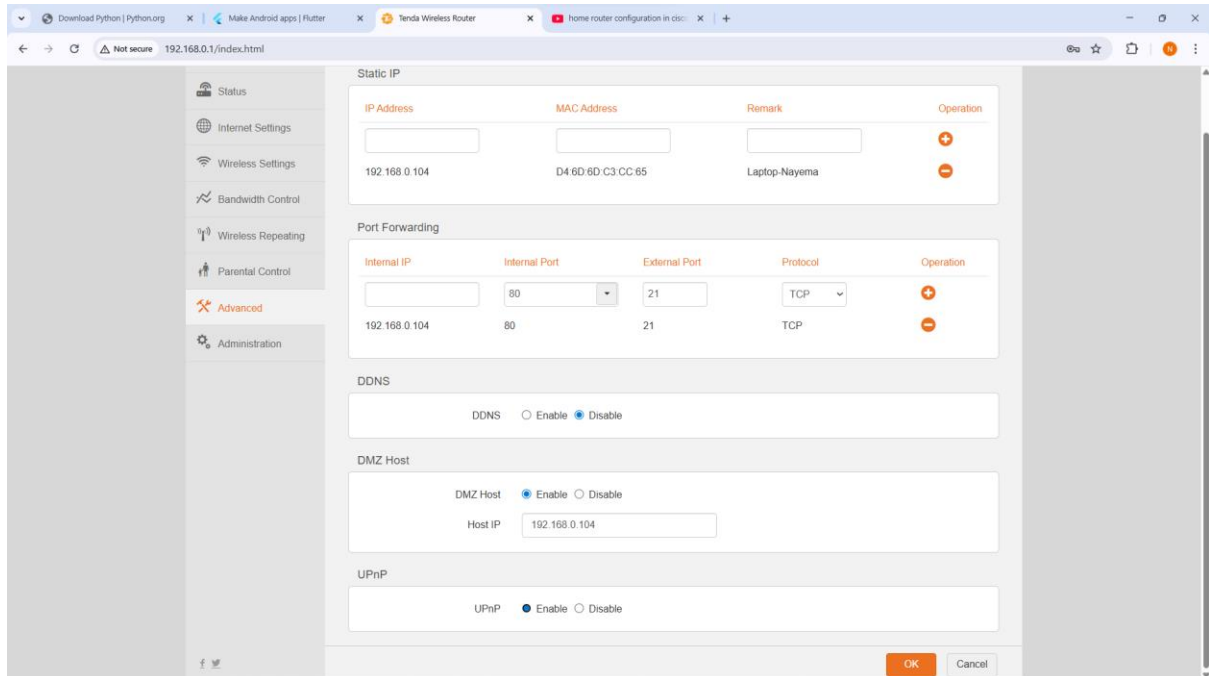 Download Python | Python.org
Make Android apps | Flutter
Tenda Wireless Router
home router configuration in cisc
Not secure 192.168.0.1/index.html
N
Status
Internet Settings
Wireless Settings
Bandwidth Control
Wireless Repeating
Parental Control
Advanced
Administration
Static IP
IP Address MAC Address Remark Operation
192.168.0.104 D4:6D:6D:C3:CC:65 Laptop-Nayema
Port Forwarding
Internal IP Internal Port External Port Protocol Operation
80 21 TCP
192.168.0.104 80 21 TCP
DDNS
DDNS Enable Disable
DMZ Host
DMZ Host Enable Disable
Host IP 192.168.0.104
UPnP
UPnP Enable Disable
OK Cancel